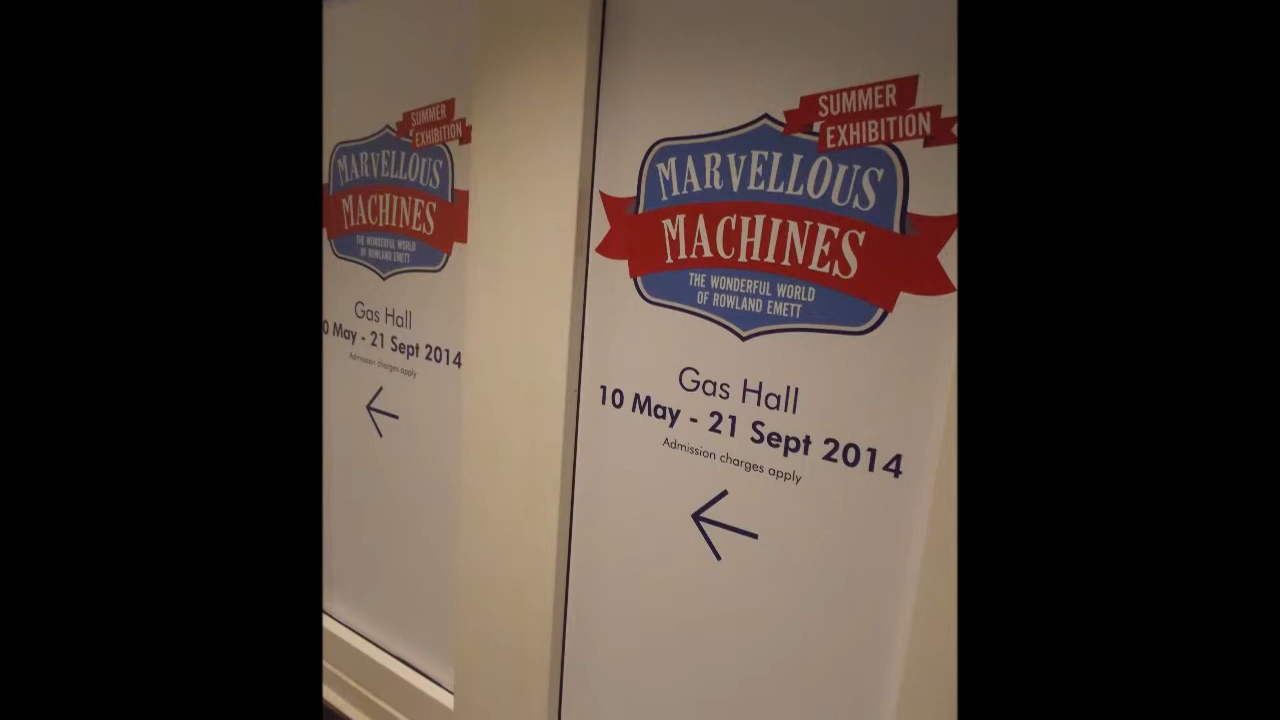 SUMMER
EXHIBITION
MARVELLOUS
MACHINES
THE WONDERFUL WORLD
OF ROWLAND EMETT
Gas Hall
0 May - 21 Sept 2014
Admission charges apply
SUMMER
EXHIBITION
MARVELLOUS
MACHINES
THE WONDERFUL WORLD
OF ROWLAND EMETT
Gas Hall
10 May - 21 Sept 2014
Admission charges apply